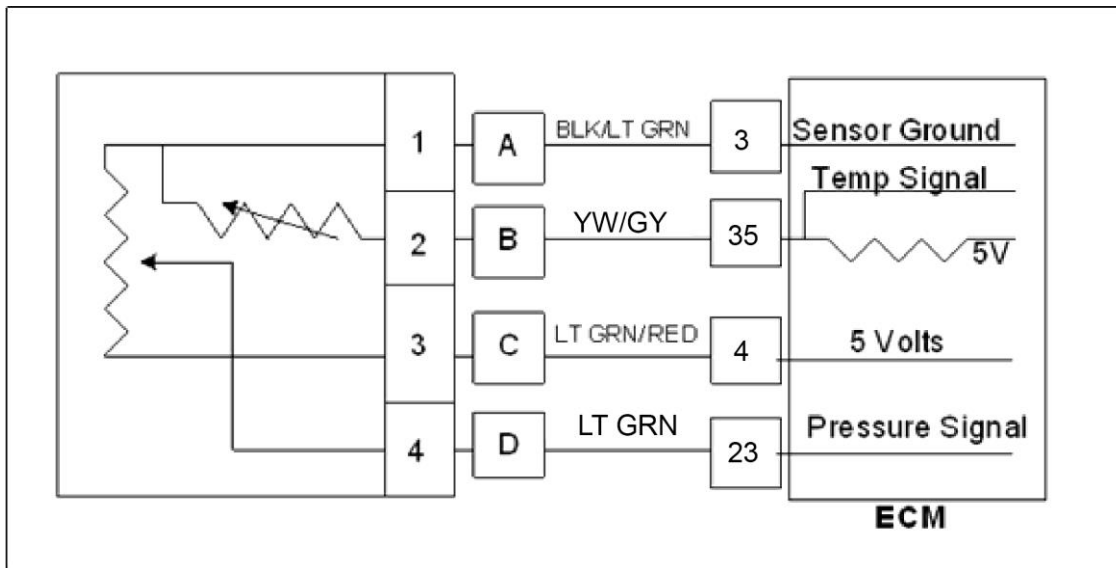 1 A BLK/LT GRN 3 Sensor Ground
Temp Signal
2 B YW/GY 35 5V
3 C LT GRN/RED 4 5 Volts
4 D LT GRN 23 Pressure Signal
ECM